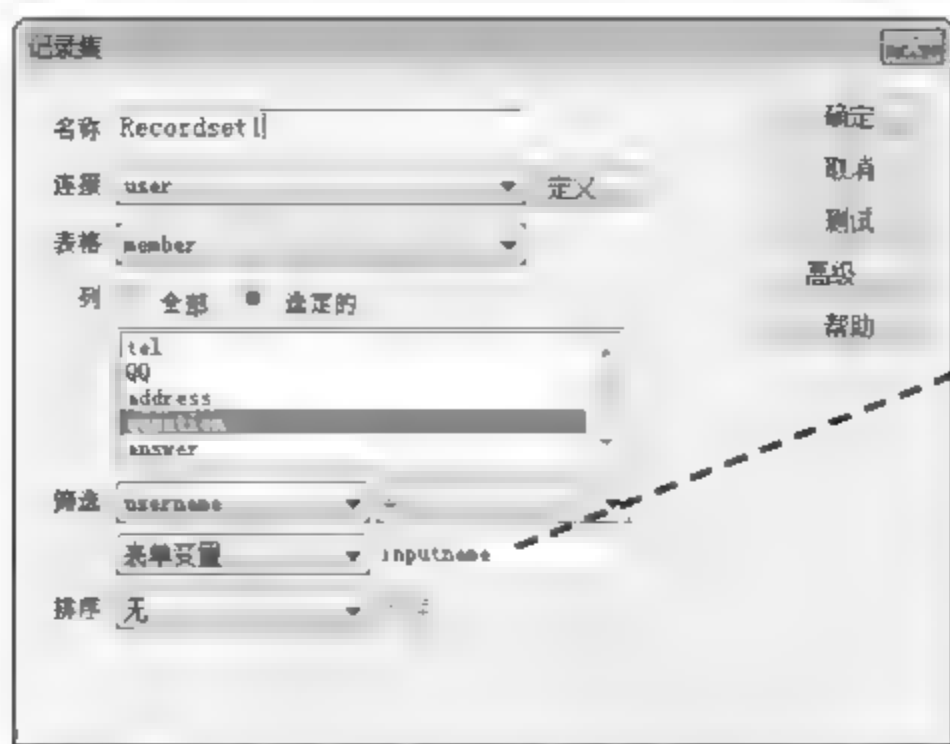 记录集
名称 Recordset1
确定
连接 user 定义
取消
表格 member
测试
列 全部 选定的
高级
tel
帮助
QQ
address
question
answer
筛选 username =
表单变量 inputname
排序 无